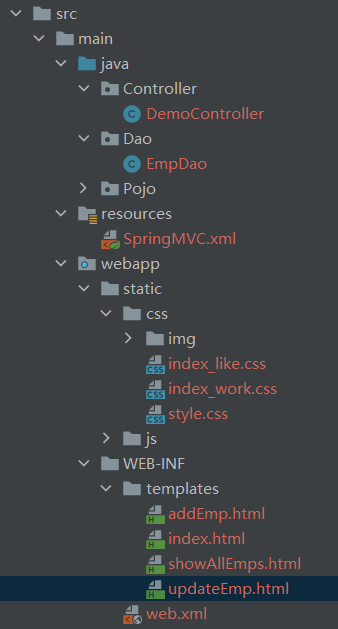 src
main
java
Controller
DemoController
Dao
EmpDao
Pojo
resources
SpringMVC.xml
webapp
static
css
img
index_like.css
index_work.css
style.css
js
WEB-INF
templates
addEmp.html
index.html
showAllEmps.html
updateEmp.html
web.xml